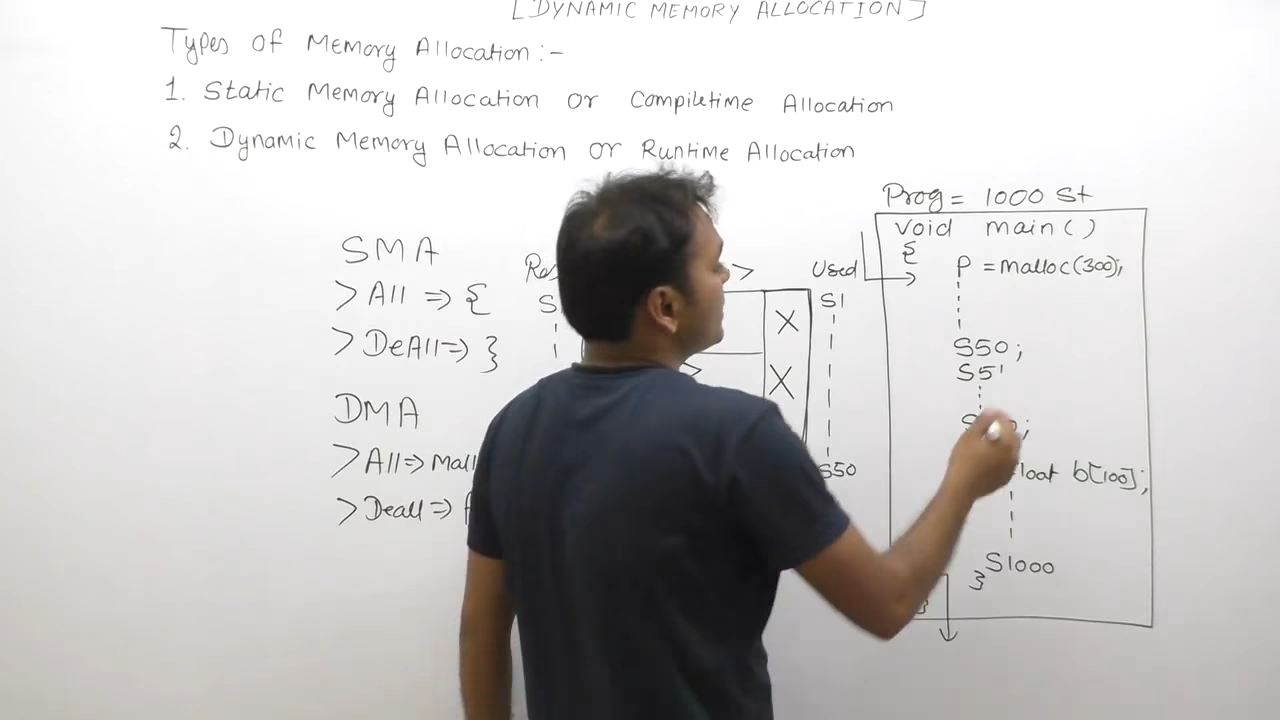 [DYNAMIC MEMORY ALLOCATION]
Types of Memory Allocation :-
1. Static Memory Allocation or Compiletime Allocation
2. Dynamic Memory Allocation or Runtime Allocation
SMA
> All => {
> DeAll => }
DMA
> All =>
> Deall =>
>
X
X
>
Used
S1
S50
Prog = 1000 St
void main()
{
P = malloc(300);
S50;
S51
b[100];
S1000
}
}